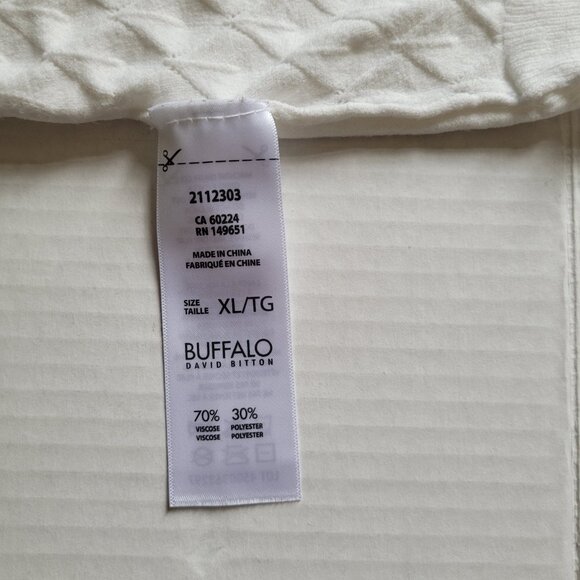 2112303
CA 60224
RN 149651
MADE IN CHINA
FABRIQUÉ EN CHINE
SIZE
TAILLE XL/TG
BUFFALO
DAVID BITTON
70% 30%
VISCOSE POLYESTER
VISCOSE POLYESTER